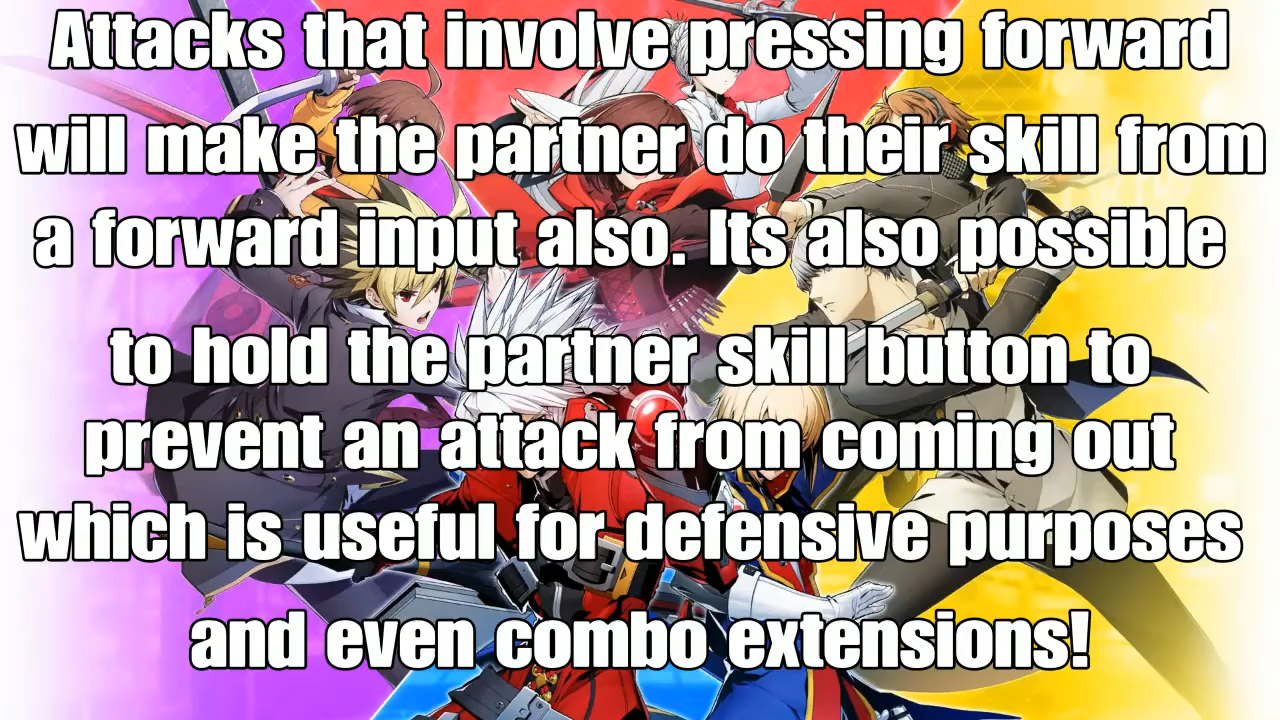 Attacks that involve pressing forward
will make the partner do their skill from
a forward input also. Its also possible
to hold the partner skill button to
prevent an attack from coming out
which is useful for defensive purposes
and even combo extensions!